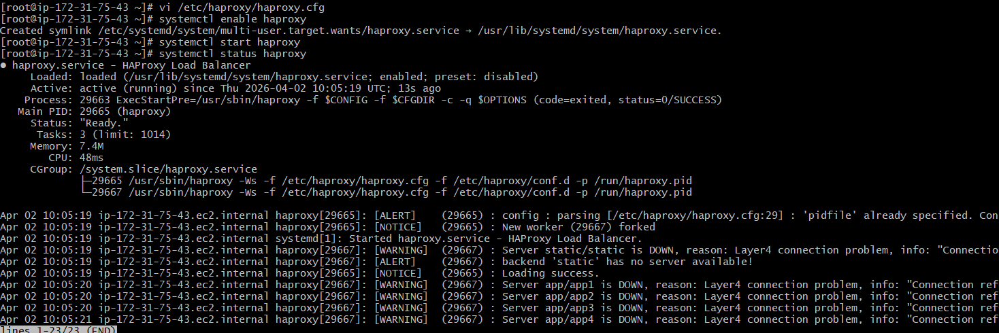 [root@ip-172-31-75-43 ~]# vi /etc/haproxy/haproxy.cfg
[root@ip-172-31-75-43 ~]# systemctl enable haproxy
Created symlink /etc/systemd/system/multi-user.target.wants/haproxy.service → /usr/lib/systemd/system/haproxy.service.
[root@ip-172-31-75-43 ~]# systemctl start haproxy
[root@ip-172-31-75-43 ~]# systemctl status haproxy
● haproxy.service - HAProxy Load Balancer
     Loaded: loaded (/usr/lib/systemd/system/haproxy.service; enabled; preset: disabled)
     Active: active (running) since Thu 2026-04-02 10:05:19 UTC; 13s ago
    Process: 29663 ExecStartPre=/usr/sbin/haproxy -f $CONFIG -f $CFGDIR -c -q $OPTIONS (code=exited, status=0/SUCCESS)
   Main PID: 29665 (haproxy)
     Status: "Ready."
      Tasks: 3 (limit: 1014)
     Memory: 7.4M
        CPU: 48ms
     CGroup: /system.slice/haproxy.service
             ├─29665 /usr/sbin/haproxy -Ws -f /etc/haproxy/haproxy.cfg -f /etc/haproxy/conf.d -p /run/haproxy.pid
             └─29667 /usr/sbin/haproxy -Ws -f /etc/haproxy/haproxy.cfg -f /etc/haproxy/conf.d -p /run/haproxy.pid
Apr 02 10:05:19 ip-172-31-75-43.ec2.internal haproxy[29665]: [ALERT]    (29665) : config : parsing [/etc/haproxy/haproxy.cfg:29] : 'pidfile' already specified. Con
Apr 02 10:05:19 ip-172-31-75-43.ec2.internal haproxy[29665]: [NOTICE]   (29665) : New worker (29667) forked
Apr 02 10:05:19 ip-172-31-75-43.ec2.internal systemd[1]: Started haproxy.service - HAProxy Load Balancer.
Apr 02 10:05:19 ip-172-31-75-43.ec2.internal haproxy[29667]: [WARNING]  (29667) : Server static/static is DOWN, reason: Layer4 connection problem, info: "Connectio
Apr 02 10:05:19 ip-172-31-75-43.ec2.internal haproxy[29667]: [ALERT]    (29667) : backend 'static' has no server available!
Apr 02 10:05:19 ip-172-31-75-43.ec2.internal haproxy[29665]: [NOTICE]   (29665) : Loading success.
Apr 02 10:05:20 ip-172-31-75-43.ec2.internal haproxy[29667]: [WARNING]  (29667) : Server app/app1 is DOWN, reason: Layer4 connection problem, info: "Connection ref
Apr 02 10:05:20 ip-172-31-75-43.ec2.internal haproxy[29667]: [WARNING]  (29667) : Server app/app2 is DOWN, reason: Layer4 connection problem, info: "Connection ref
Apr 02 10:05:20 ip-172-31-75-43.ec2.internal haproxy[29667]: [WARNING]  (29667) : Server app/app3 is DOWN, reason: Layer4 connection problem, info: "Connection ref
Apr 02 10:05:21 ip-172-31-75-43.ec2.internal haproxy[29667]: [WARNING]  (29667) : Server app/app4 is DOWN, reason: Layer4 connection problem, info: "Connection ref
lines 1-23/23 (END)